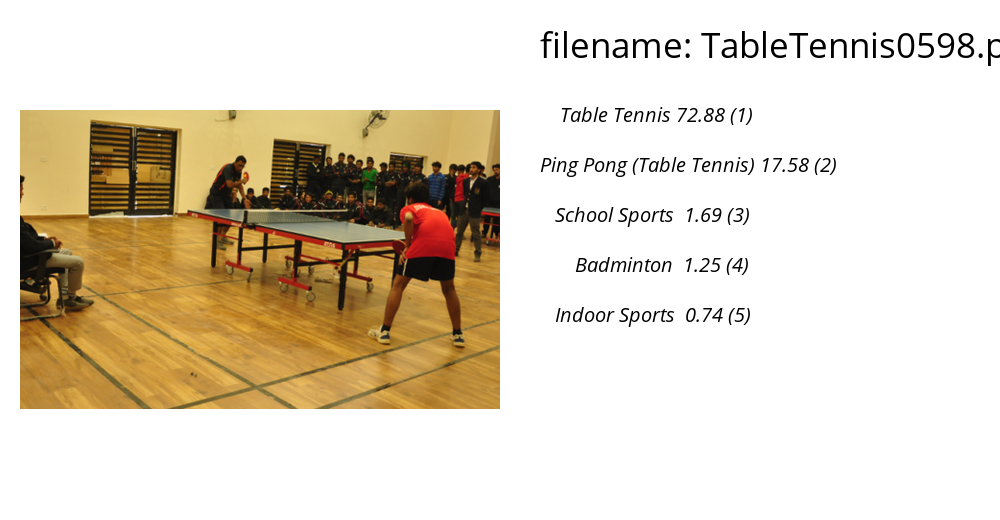 filename: TableTennis0598.p
Table Tennis 72.88 (1)
Ping Pong (Table Tennis) 17.58 (2)
School Sports 1.69 (3)
Badminton 1.25 (4)
Indoor Sports 0.74 (5)